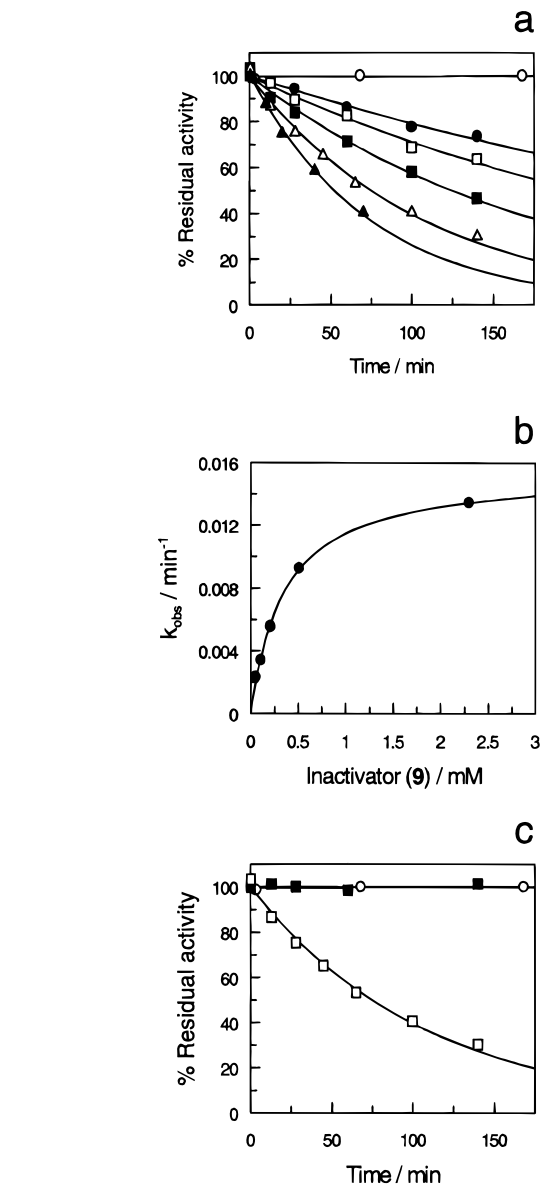 a
100
80
60
40
20
0
% Residual activity
0 50 100 150
Time / min
b
0.016
0.012
0.008
0.004
0
k_obs / min⁻¹
0 0.5 1 1.5 2 2.5 3
Inactivator (9) / mM
c
100
80
60
40
20
0
% Residual activity
0 50 100 150
Time / min